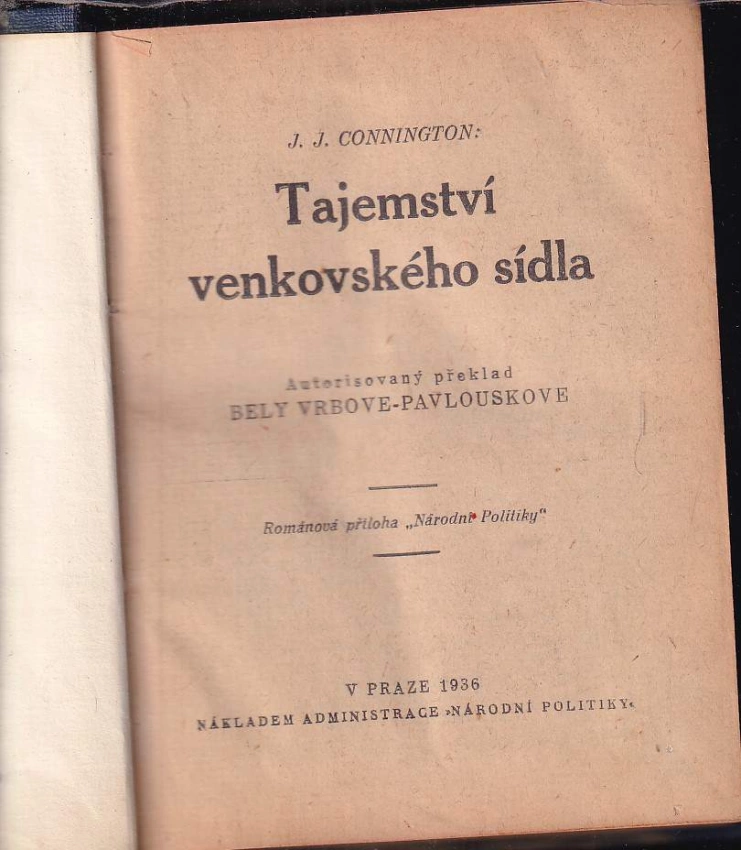 J. J. CONNINGTON:
Tajemství
venkovského sídla
Autorisovaný překlad
BELY VRBOVE-PAVLOUSKOVE
Románová příloha „Národní Politiky“
V PRAZE 1936
NÁKLADEM ADMINISTRACE »NÁRODNÍ POLITIKY«